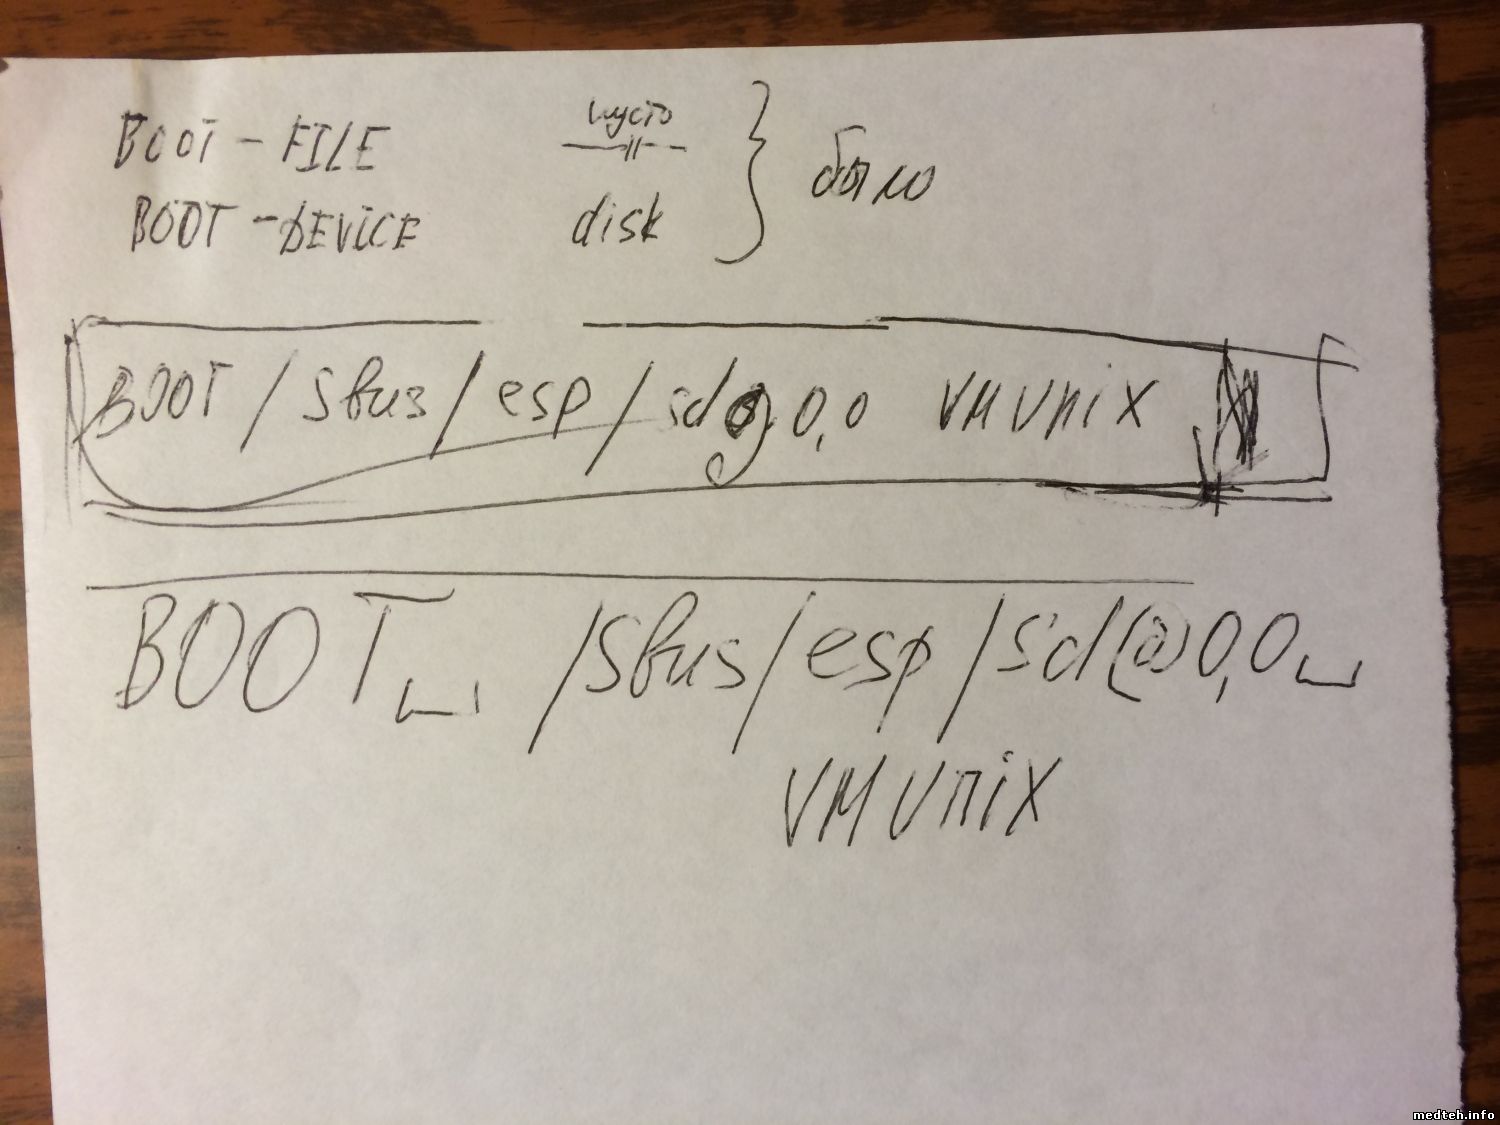 BOOT - FILE пусто — " —
BOOT - DEVICE disk } было
BOOT / Sbus / esp / sd@ 0,0 VMUNiX
BOOT␣ /Sbus/esp/sd@0,0␣
VMUNiX
medteh.info